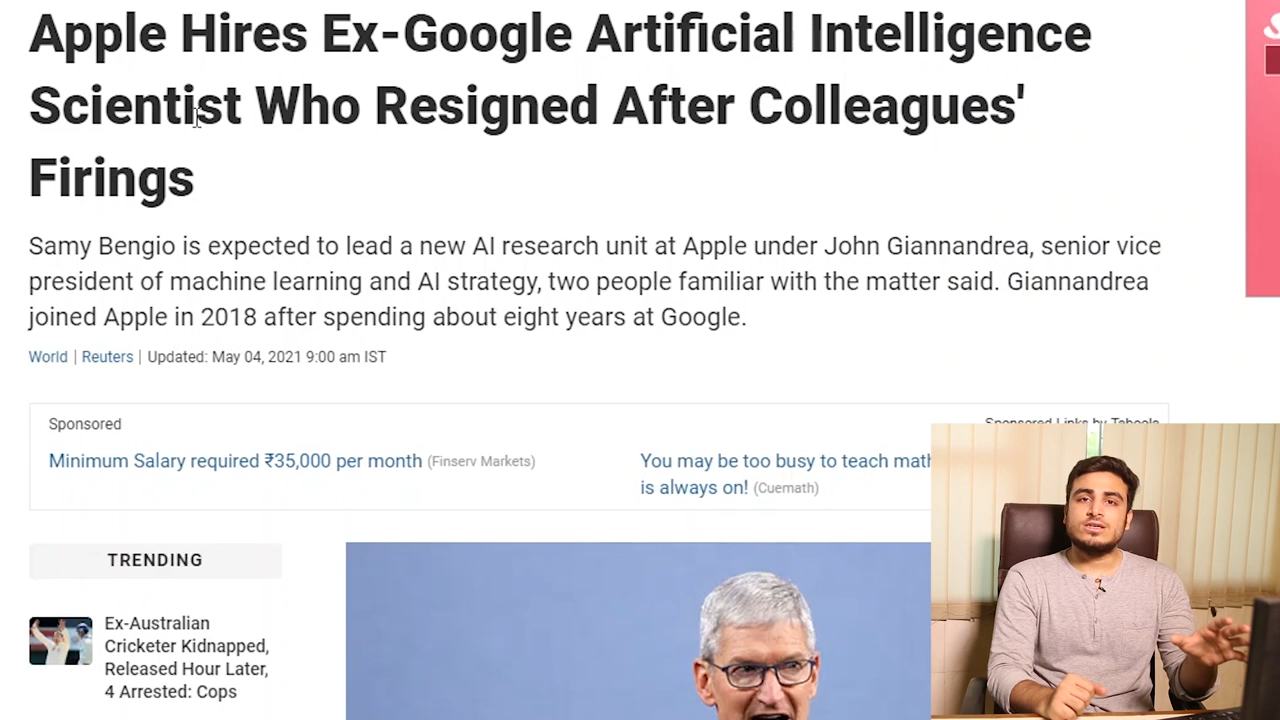 Apple Hires Ex-Google Artificial Intelligence
Scientist Who Resigned After Colleagues'
Firings
Samy Bengio is expected to lead a new AI research unit at Apple under John Giannandrea, senior vice
president of machine learning and AI strategy, two people familiar with the matter said. Giannandrea
joined Apple in 2018 after spending about eight years at Google.
World | Reuters | Updated: May 04, 2021 9:00 am IST
Sponsored
Sponsored Links by Taboola
Minimum Salary required ₹35,000 per month (Finserv Markets)
You may be too busy to teach math
is always on! (Cuemath)
TRENDING
Ex-Australian
Cricketer Kidnapped,
Released Hour Later,
4 Arrested: Cops